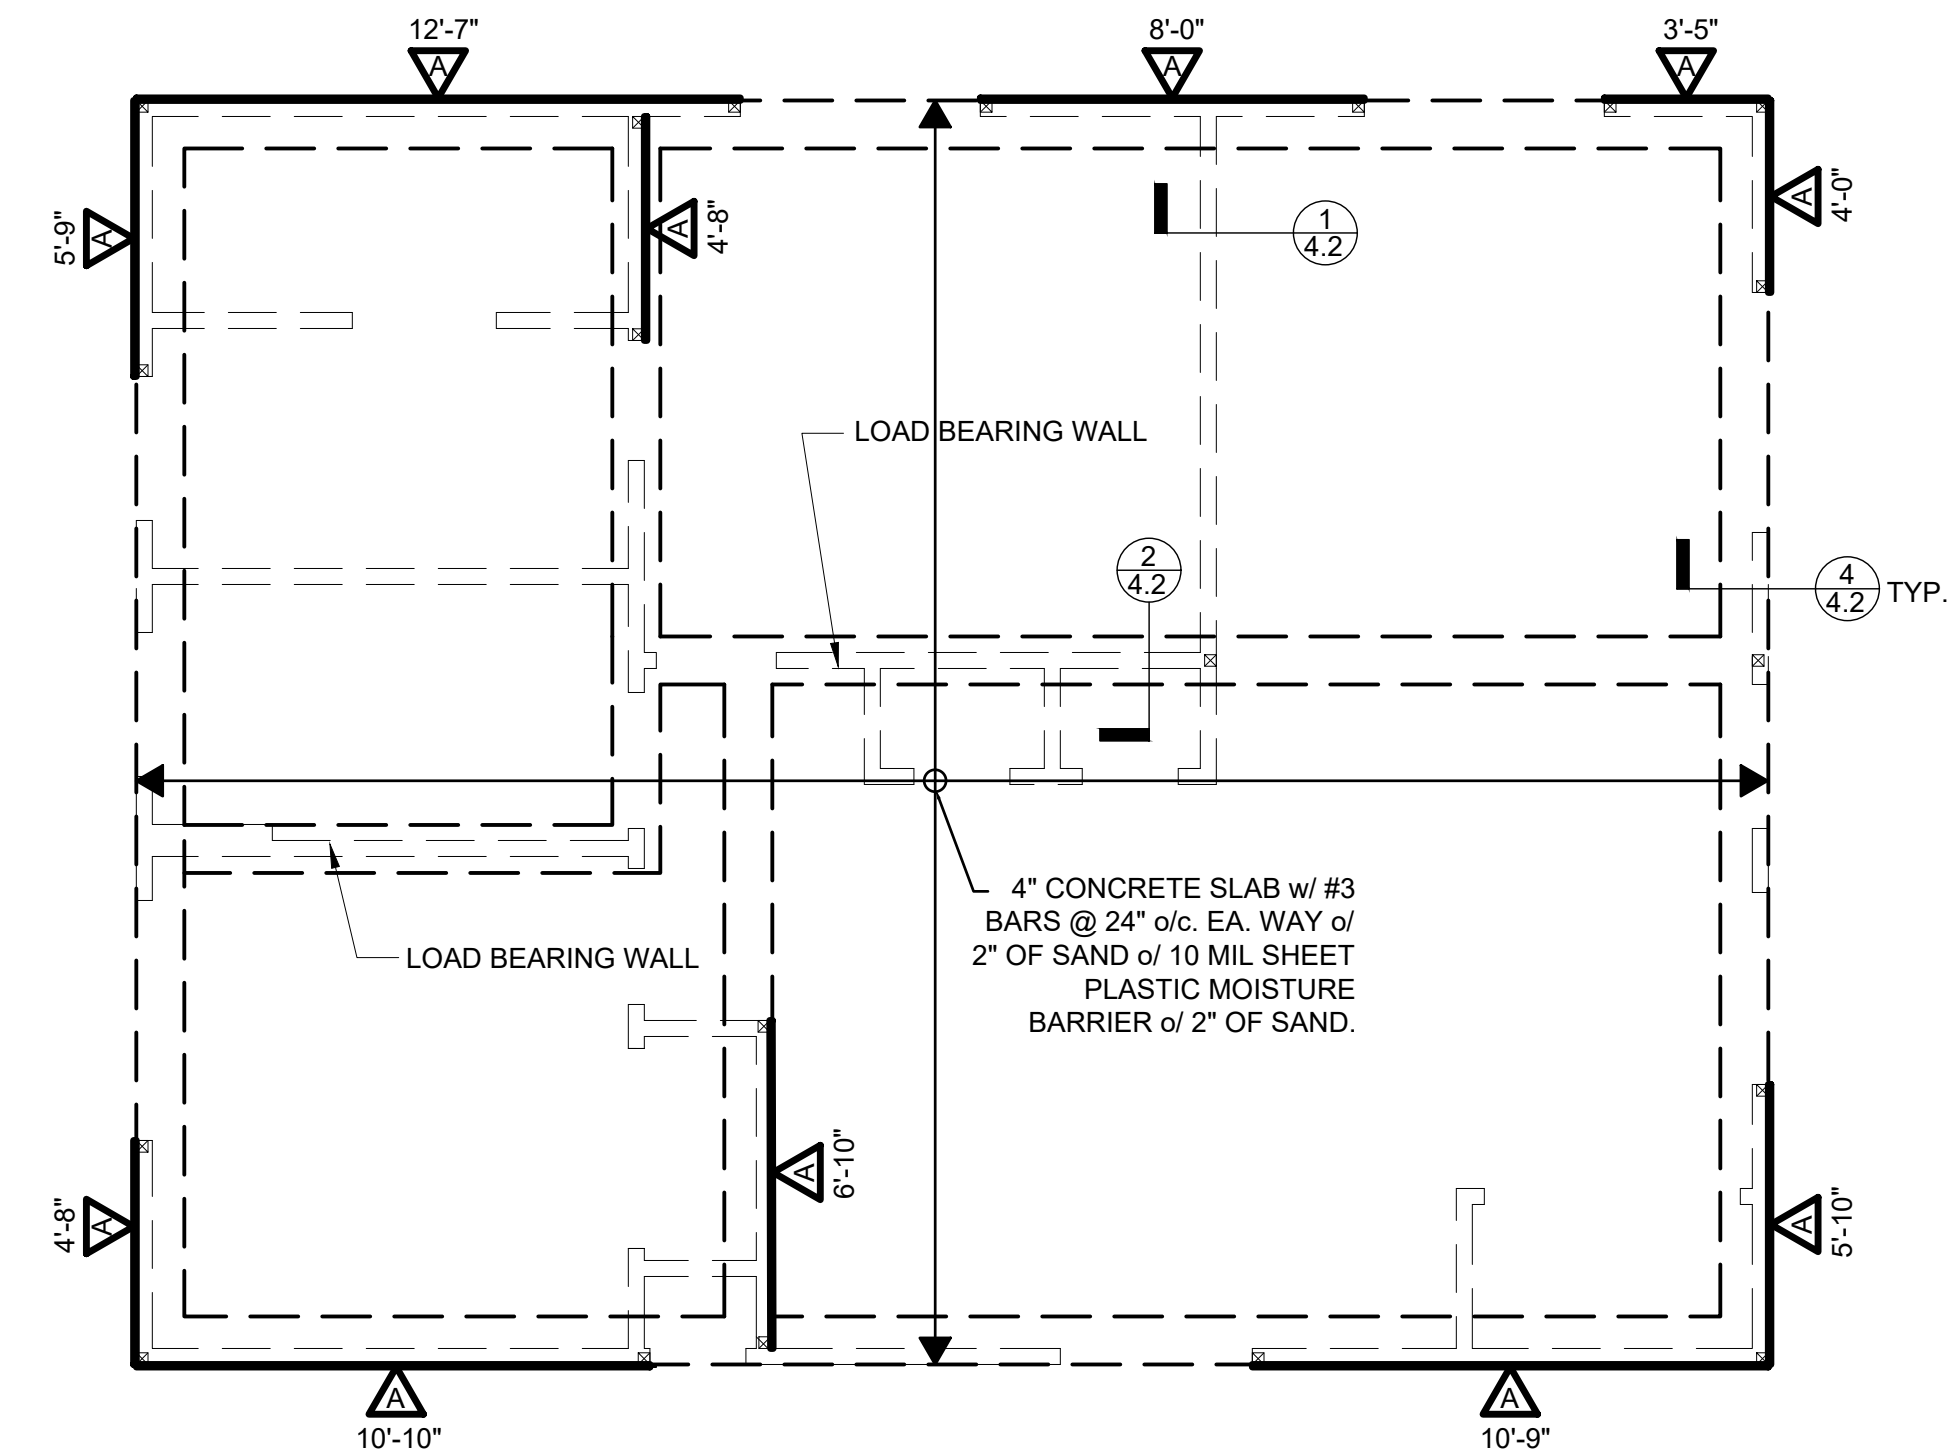 12'-7"
8'-0"
3'-5"
A
A
A
5'-9"
A
A
4'-8"
A
4'-0"
1
4.2
LOAD BEARING WALL
2
4.2
4
4.2
TYP.
4" CONCRETE SLAB w/ #3
BARS @ 24" o/c. EA. WAY o/
2" OF SAND o/ 10 MIL SHEET
PLASTIC MOISTURE
BARRIER o/ 2" OF SAND.
LOAD BEARING WALL
4'-8"
A
A
6'-10"
A
5'-10"
A
A
10'-10"
10'-9"